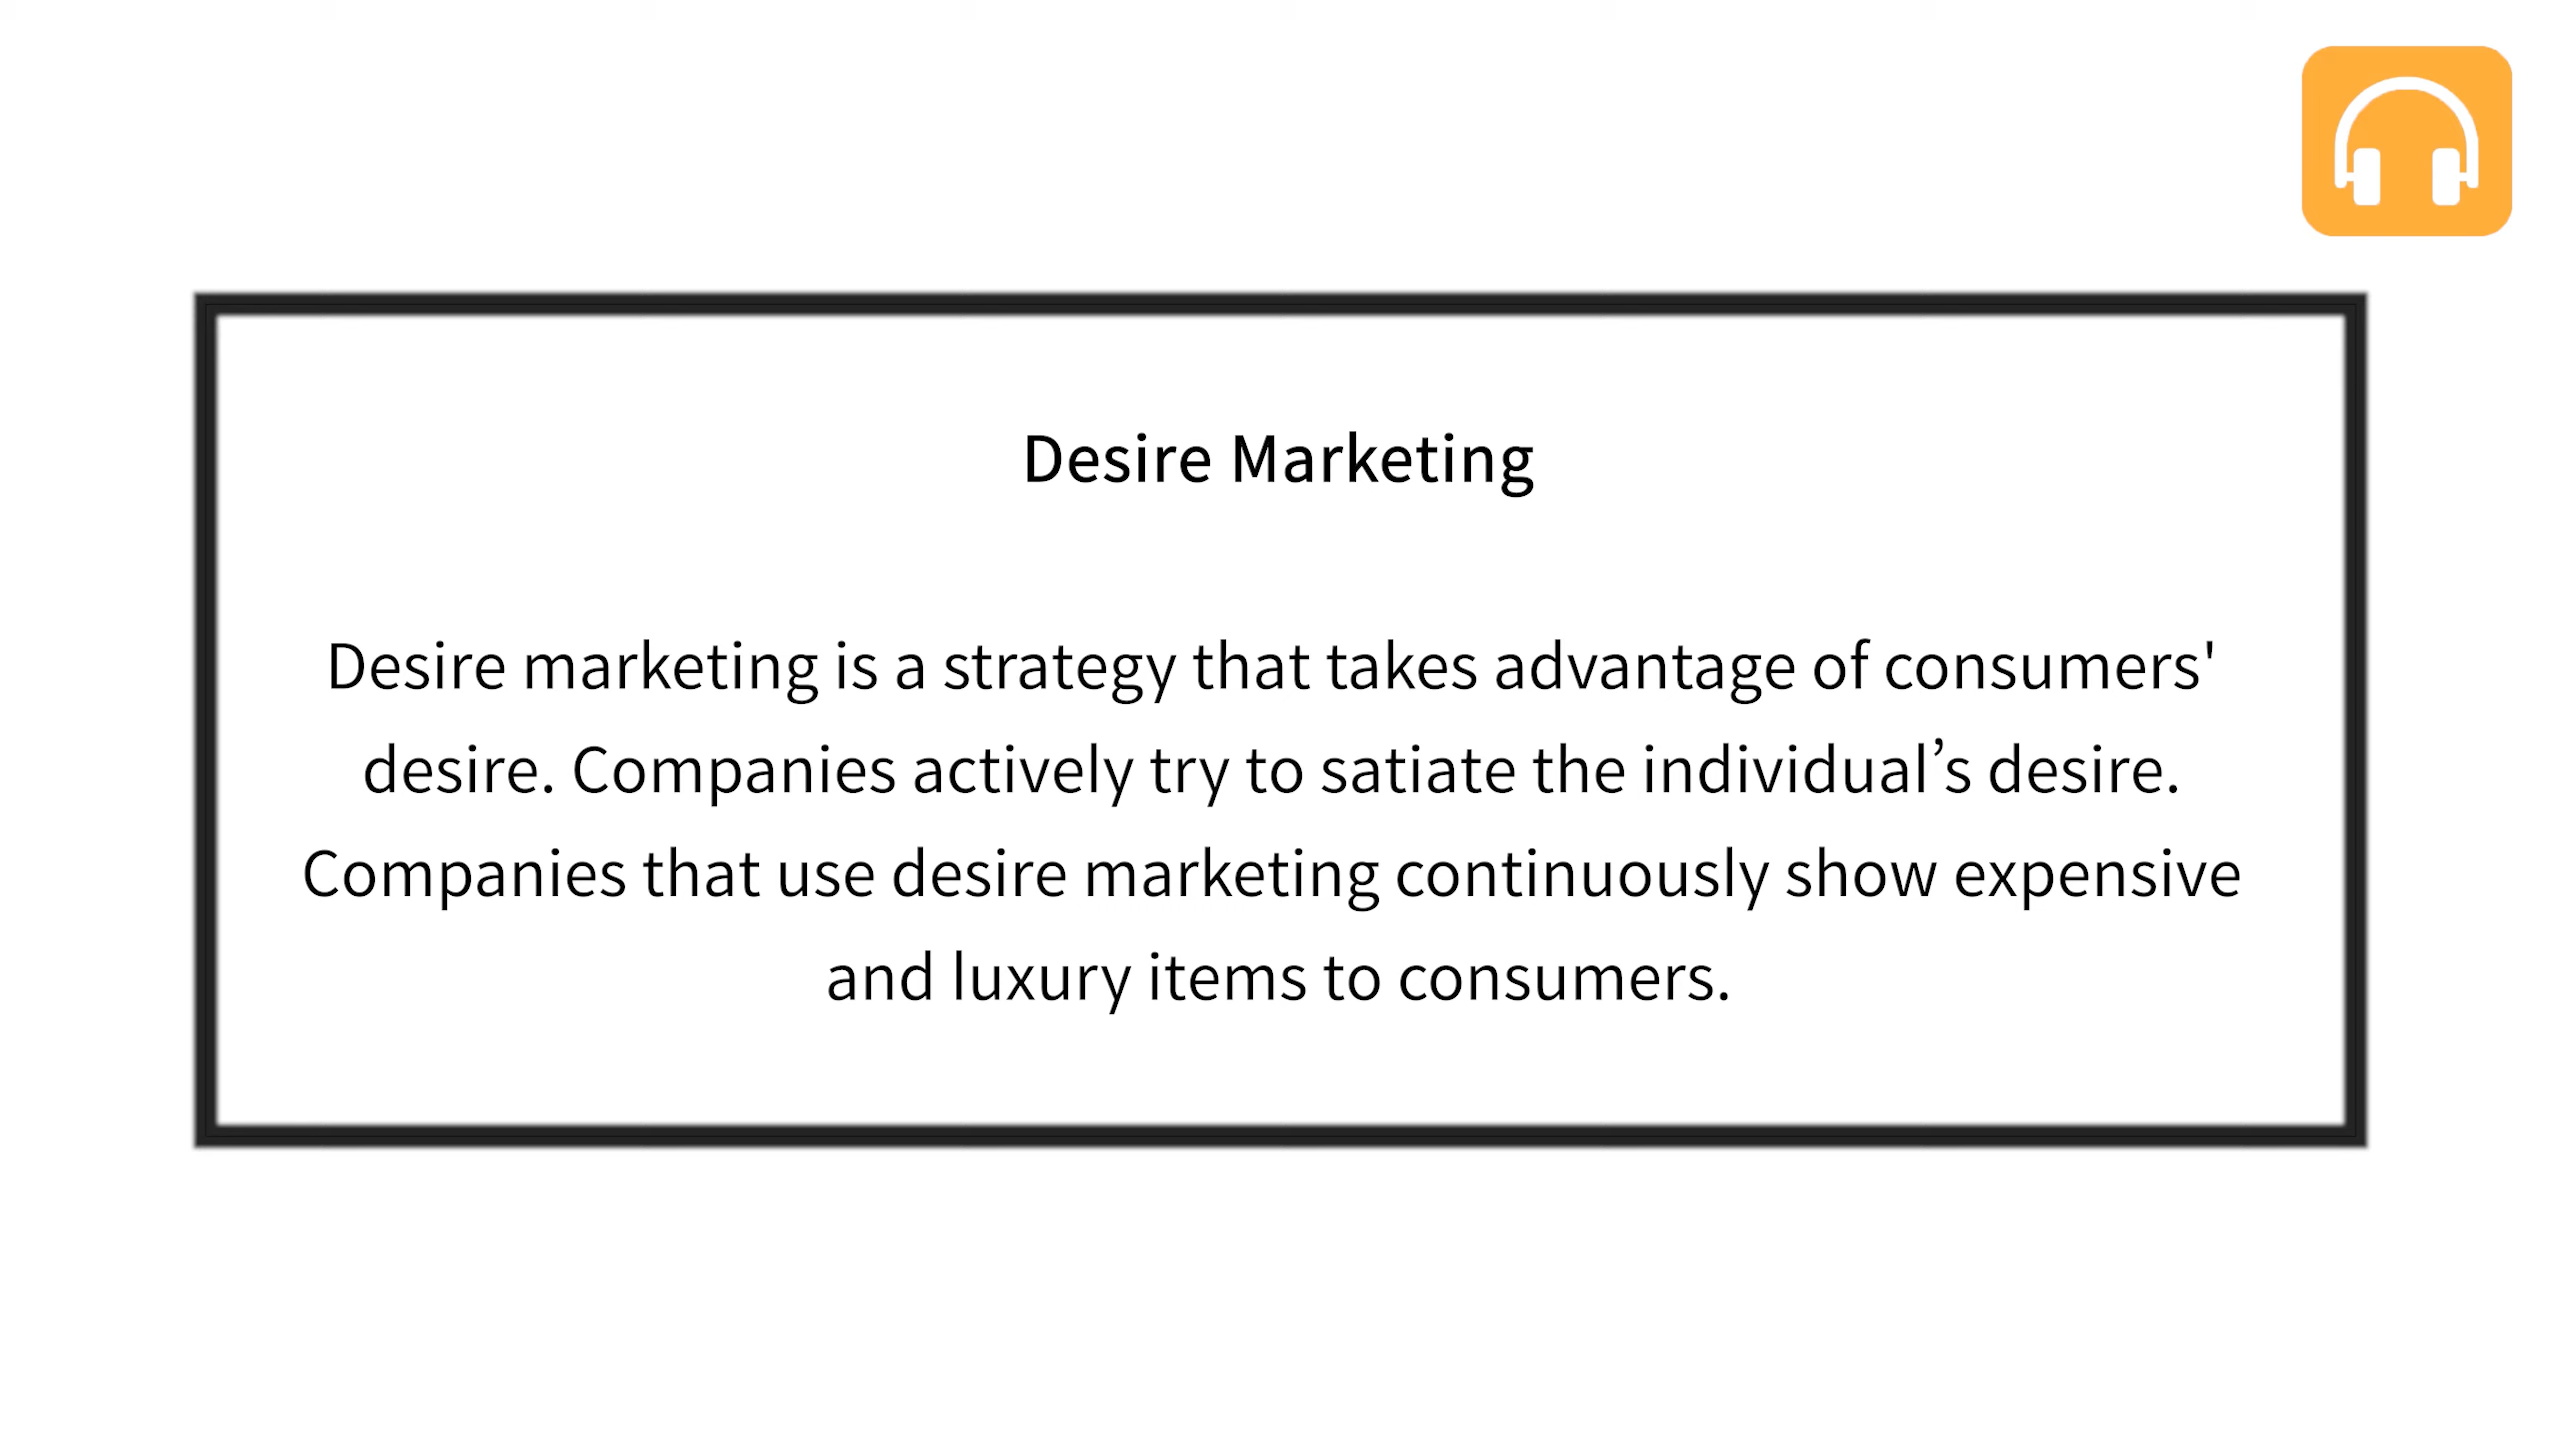 Desire Marketing
Desire marketing is a strategy that takes advantage of consumers'
desire. Companies actively try to satiate the individual’s desire.
Companies that use desire marketing continuously show expensive
and luxury items to consumers.